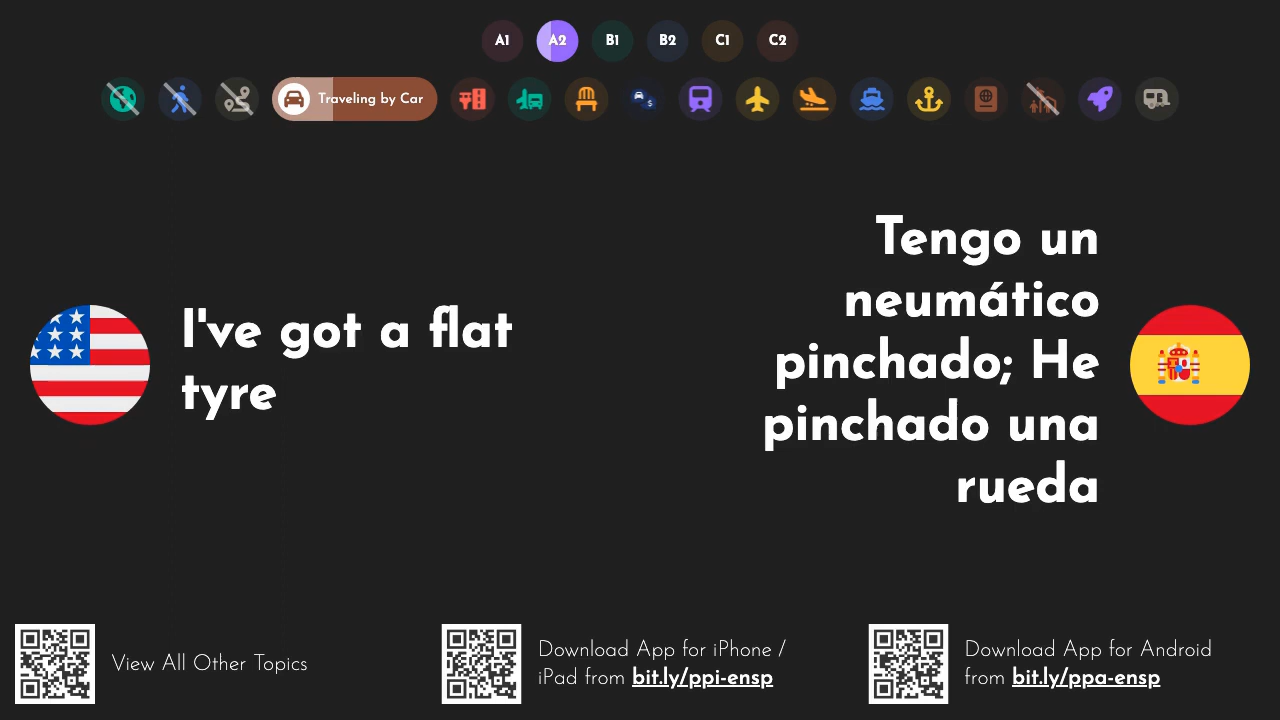 A1 A2 B1 B2 C1 C2
Traveling by Car
I've got a flat
tyre
Tengo un
neumático
pinchado; He
pinchado una
rueda
View All Other Topics
Download App for iPhone /
iPad from bit.ly/ppi-ensp
Download App for Android
from bit.ly/ppa-ensp